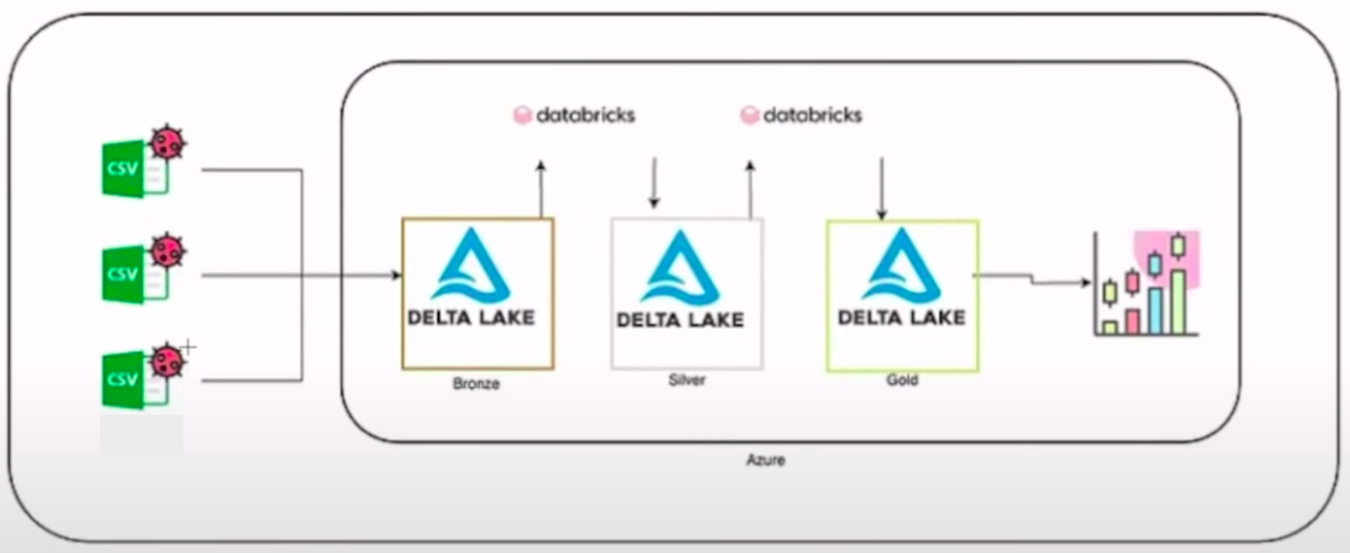 databricks
databricks
CSV
CSV
CSV
DELTA LAKE
DELTA LAKE
DELTA LAKE
Bronze
Silver
Gold
Azure